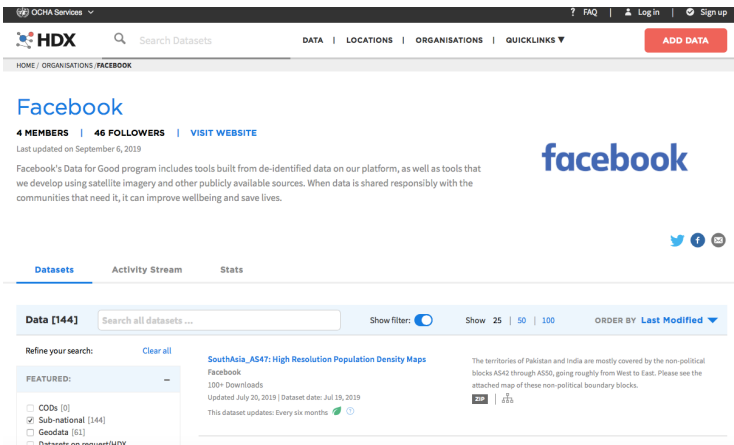 OCHA Services
? FAQ | Log in | Sign up
HDX
Search Datasets
DATA | LOCATIONS | ORGANISATIONS | QUICKLINKS ▼
ADD DATA
HOME / ORGANISATIONS /FACEBOOK
Facebook
4 MEMBERS | 46 FOLLOWERS | VISIT WEBSITE
Last updated on September 6, 2019
Facebook's Data for Good program includes tools built from de-identified data on our platform, as well as tools that
we develop using satellite imagery and other publicly available sources. When data is shared responsibly with the
communities that need it, it can improve wellbeing and save lives.
facebook
Datasets Activity Stream Stats
Data [144]
Search all datasets ...
Show filter:
Show 25 | 50 | 100
ORDER BY Last Modified ▼
Refine your search: Clear all
FEATURED: –
CODs [0]
Sub-national [144]
Geodata [61]
Datasets on request/HDX
SouthAsia_AS47: High Resolution Population Density Maps
Facebook
100+ Downloads
Updated July 20, 2019 | Dataset date: Jul 19, 2019
This dataset updates: Every six months
The territories of Pakistan and India are mostly covered by the non-political
blocks AS42 through AS50, going roughly from West to East. Please see the
attached map of these non-political boundary blocks.
ZIP